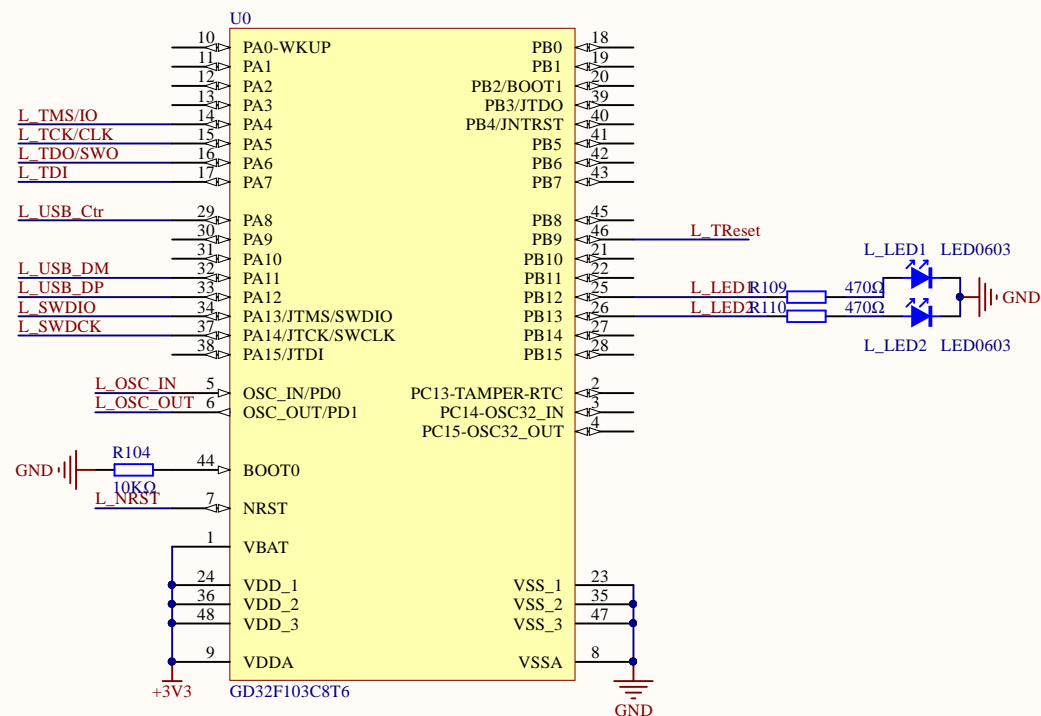 U0
10 PA0-WKUP PB0 18
11 PA1 PB1 19
12 PA2 PB2/BOOT1 20
13 PA3 PB3/JTDO 39
L_TMS/IO 14 PA4 PB4/JNTRST 40
L_TCK/CLK 15 PA5 PB5 41
L_TDO/SWO 16 PA6 PB6 42
L_TDI 17 PA7 PB7 43
L_USB_Ctr 29 PA8 PB8 45
30 PA9 PB9 46 L_TReset
31 PA10 PB10 21
L_LED1 LED0603
L_USB_DM 32 PA11 PB11 22
L_USB_DP 33 PA12 PB12 25 L_LED1 R109 470Ω GND
L_SWDIO 34 PA13/JTMS/SWDIO PB13 26 L_LED2 R110 470Ω
L_SWDCK 37 PA14/JTCK/SWCLK PB14 27
38 PA15/JTDI PB15 28 L_LED2 LED0603
L_OSC_IN 5 OSC_IN/PD0 PC13-TAMPER-RTC 2
L_OSC_OUT 6 OSC_OUT/PD1 PC14-OSC32_IN 3
PC15-OSC32_OUT 4
R104
GND 44 BOOT0
10KΩ
L_NRST 7 NRST
1 VBAT
24 VDD_1 VSS_1 23
36 VDD_2 VSS_2 35
48 VDD_3 VSS_3 47
9 VDDA VSSA 8
+3V3 GD32F103C8T6
GND